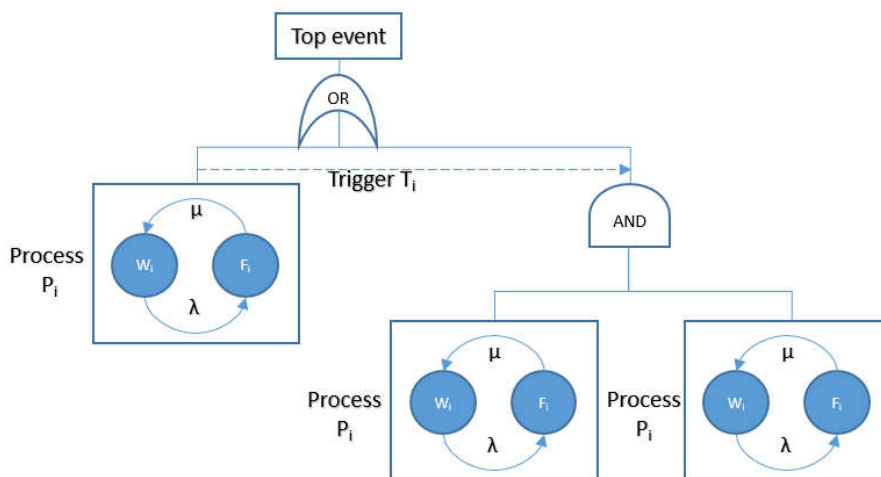 Top event
OR
Trigger Ti
AND
μ
Process
Pi
Wi
Fi
λ
μ
Process
Pi
Wi
Fi
λ
μ
Process
Pi
Wi
Fi
λ